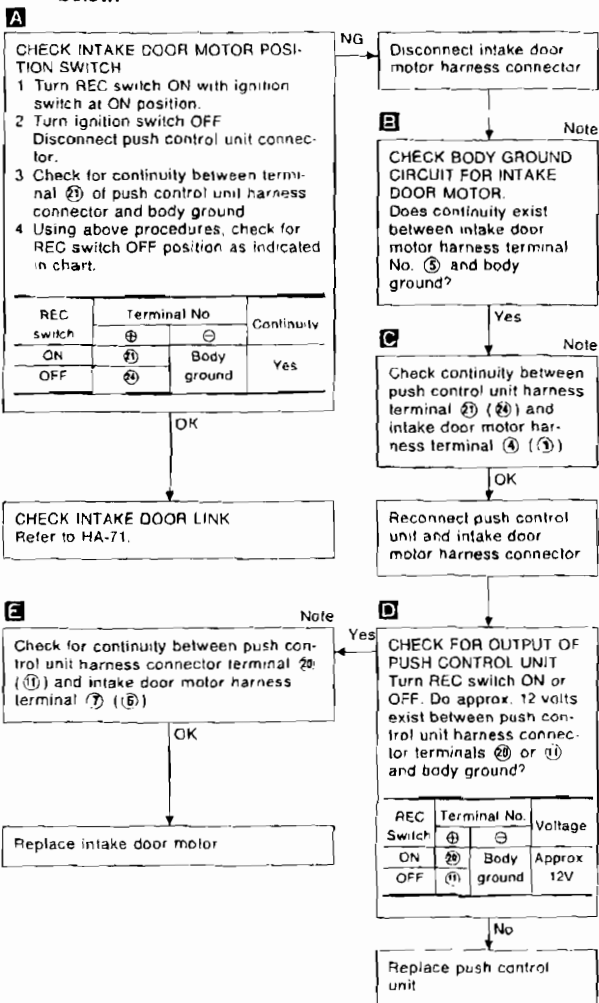 below.
A
CHECK INTAKE DOOR MOTOR POSI-
TION SWITCH
1 Turn REC switch ON with ignition
switch at ON position.
2 Turn ignition switch OFF
Disconnect push control unit connec-
tor.
3 Check for continuity between termi-
nal ㉑ of push control unit harness
connector and body ground
4 Using above procedures, check for
REC switch OFF position as indicated
in chart.
REC switch Terminal No Continuity
⊕ ⊖
ON ㉑ Body ground Yes
OFF ㉔
OK
CHECK INTAKE DOOR LINK
Refer to HA-71.
NG
Disconnect intake door
motor harness connector
B
Note
CHECK BODY GROUND
CIRCUIT FOR INTAKE
DOOR MOTOR.
Does continuity exist
between intake door
motor harness terminal
No. ⑤ and body
ground?
Yes
C
Note
Check continuity between
push control unit harness
terminal ㉑ (㉔) and
intake door motor har-
ness terminal ④ (①)
OK
Reconnect push control
unit and intake door
motor harness connector
D
CHECK FOR OUTPUT OF
PUSH CONTROL UNIT
Turn REC switch ON or
OFF. Do approx. 12 volts
exist between push con-
trol unit harness connec-
tor terminals ⑳ or ⑪
and body ground?
REC Switch Terminal No. Voltage
⊕ ⊖
ON ⑳ Body ground Approx 12V
OFF ⑪
No
Replace push control
unit
Yes
E
Note
Check for continuity between push con-
trol unit harness connector terminal ⑳
(⑪) and intake door motor harness
terminal ⑦ (⑥)
OK
Replace intake door motor